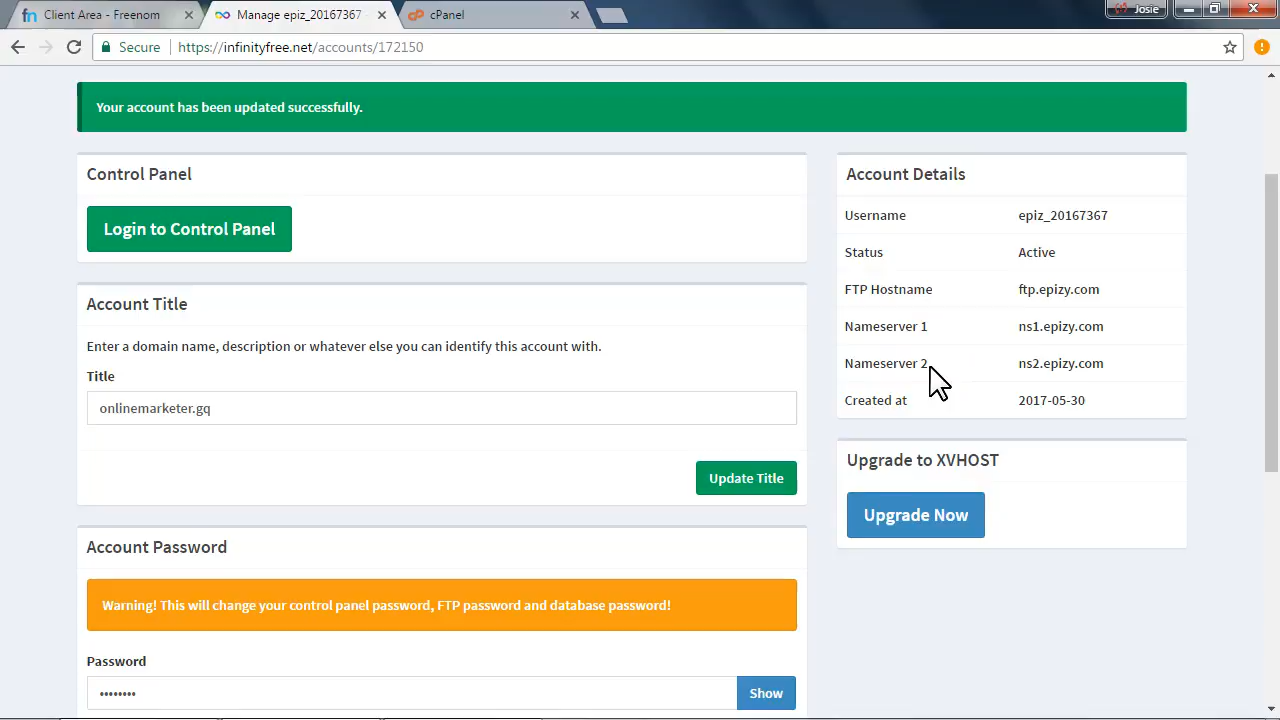 Client Area - Freenom
Manage epiz_20167367 -
cPanel
Josie
Secure
https://infinityfree.net/accounts/172150
Your account has been updated successfully.
Control Panel
Login to Control Panel
Account Title
Enter a domain name, description or whatever else you can identify this account with.
Title
onlinemarketer.gq
Update Title
Account Password
Warning! This will change your control panel password, FTP password and database password!
Password
••••••••
Show
Account Details
Username epiz_20167367
Status Active
FTP Hostname ftp.epizy.com
Nameserver 1 ns1.epizy.com
Nameserver 2 ns2.epizy.com
Created at 2017-05-30
Upgrade to XVHOST
Upgrade Now